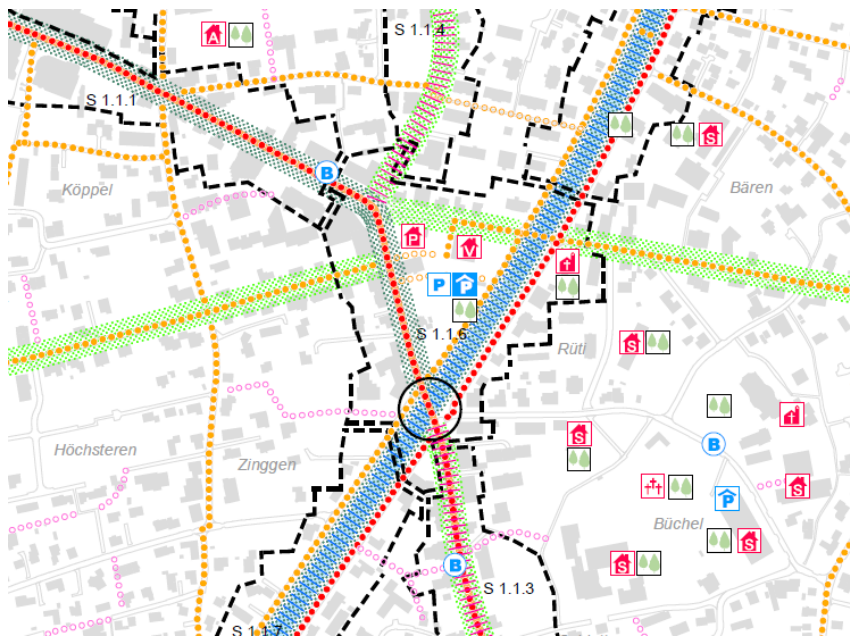 S 1.1.4
A
S 1.1.1
S
B
Köppel
Bären
P
V
P P
S 1.1.6
Rüti
S
Höchsteren
Zinggen
S
B
S
P
Büchel
S
B
S
S 1.1.3
S 1.1.7